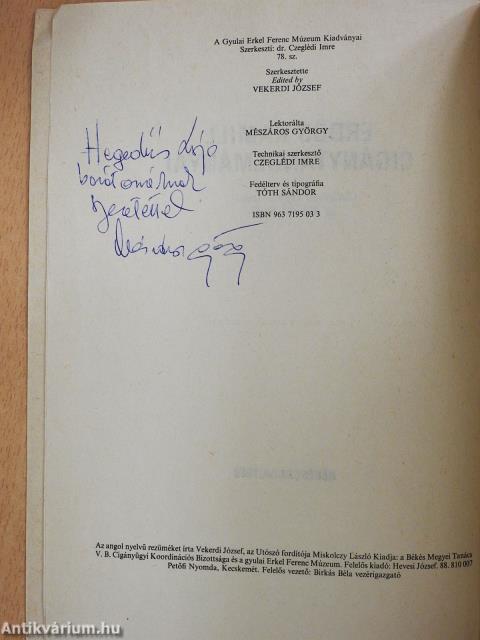 A Gyulai Erkel Ferenc Múzeum Kiadványai
Szerkeszti: dr. Czeglédi Imre
78. sz.
Szerkesztette
Edited by
VEKERDI JÓZSEF
Lektorálta
MÉSZÁROS GYÖRGY
Technikai szerkesztő
CZEGLÉDI IMRE
Fedélterv és tipográfia
TÓTH SÁNDOR
ISBN 963 7195 03 3
Hegedűs
barátomnak
szeretettel
Az angol nyelvű rezüméket írta Vekerdi József, az Utószó fordítója Miskolczy László Kiadja: a Békés Megyei Tanács
V. B. Cigányügyi Koordinációs Bizottsága és a gyulai Erkel Ferenc Múzeum. Felelős kiadó: Hevesi József. 88. 810 007
Petőfi Nyomda, Kecskemét. Felelős vezető: Birkás Béla vezérigazgató
Antikvárium.hu